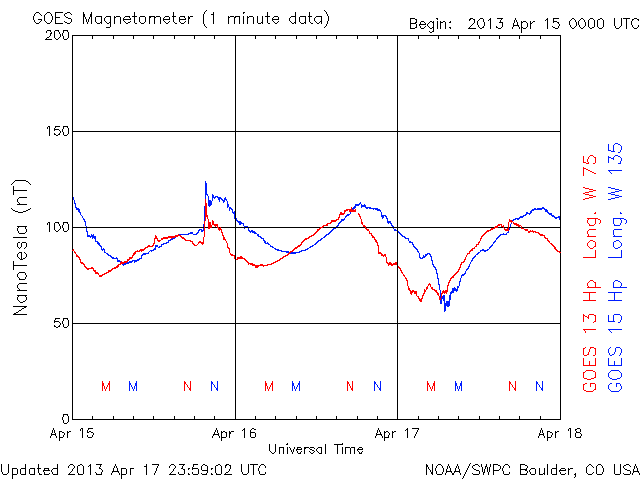 GOES Magnetometer (1 minute data)
Begin: 2013 Apr 15 0000 UTC
200
150
100
50
0
NanoTesla (nT)
M M N N M M N N M M N N
Apr 15 Apr 16 Apr 17 Apr 18
Universal Time
GOES 13 Hp Long. W 75
GOES 15 Hp Long. W 135
Updated 2013 Apr 17 23:59:02 UTC
NOAA/SWPC Boulder, CO USA